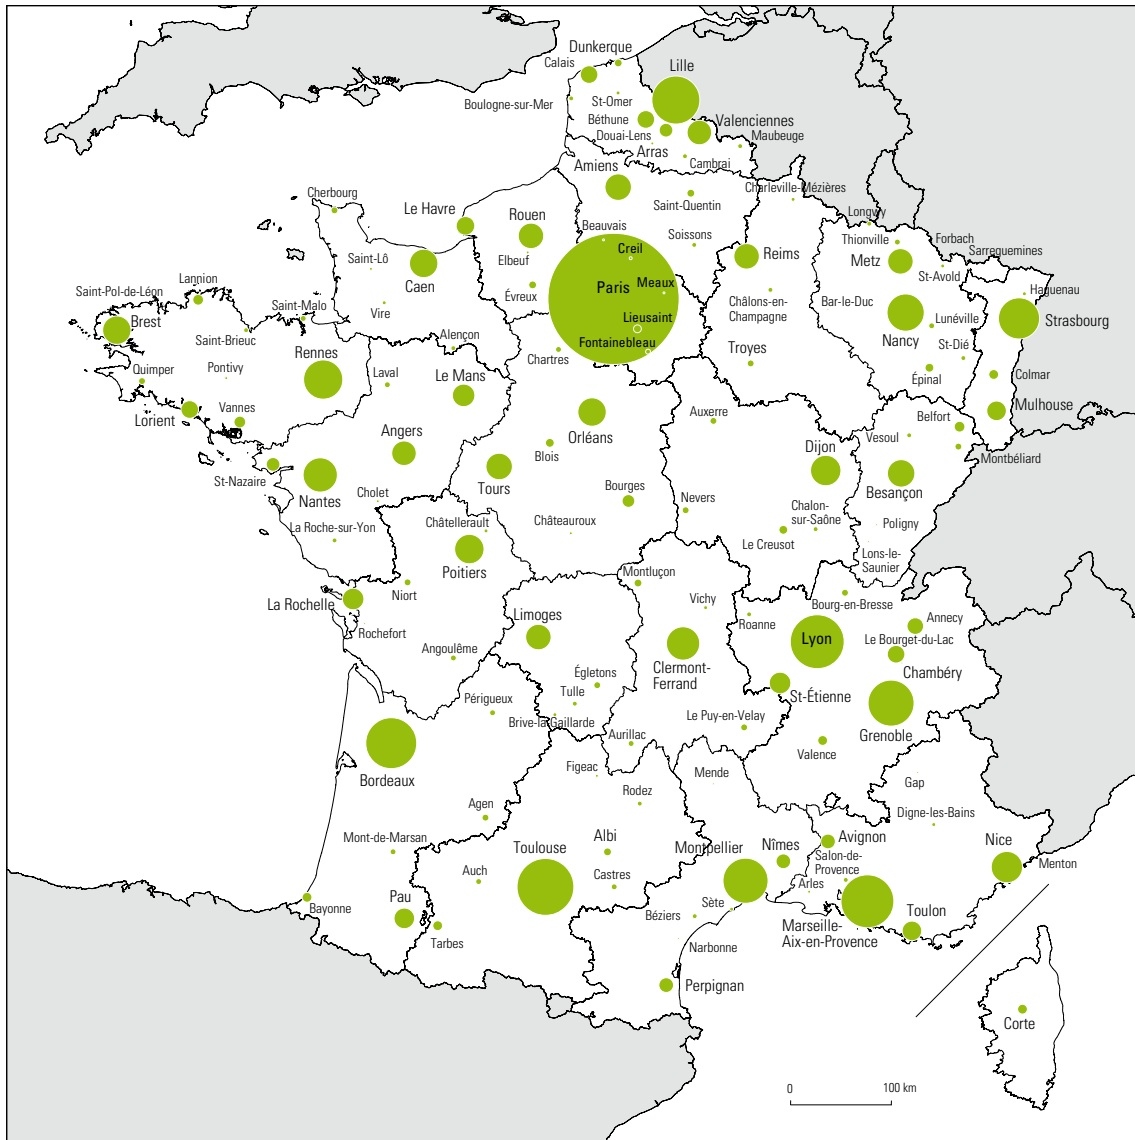 Dunkerque
Calais
Lille
Boulogne-sur-Mer
St-Omer
Béthune
Valenciennes
Douai-Lens
Maubeuge
Arras
Cambrai
Amiens
Charleville-Mézières
Cherbourg
Saint-Quentin
Le Havre
Rouen
Longwy
Beauvais
Soissons
Thionville
Forbach
Creil
Sarreguemines
Elbeuf
Reims
Saint-Lô
Metz
St-Avold
Caen
Lannion
Évreux
Paris
Meaux
Saint-Pol-de-Léon
Haguenau
Saint-Malo
Châlons-en-
Champagne
Bar-le-Duc
Vire
Brest
Lieusaint
Lunéville
Strasbourg
Saint-Brieuc
Alençon
Fontainebleau
Nancy
Rennes
Chartres
Troyes
St-Dié
Quimper
Pontivy
Laval
Le Mans
Épinal
Colmar
Vannes
Auxerre
Mulhouse
Lorient
Angers
Orléans
Belfort
Blois
Vesoul
Dijon
Montbéliard
St-Nazaire
Tours
Besançon
Nantes
Cholet
Bourges
Nevers
Chalon-
sur-Saône
La Roche-sur-Yon
Châtellerault
Châteauroux
Poligny
Le Creusot
Lons-le-
Saunier
Poitiers
Montluçon
Niort
Bourg-en-Bresse
La Rochelle
Vichy
Limoges
Roanne
Annecy
Rochefort
Lyon
Le Bourget-du-Lac
Angoulême
Clermont-
Ferrand
Chambéry
Égletons
Périgueux
Tulle
St-Étienne
Brive-la-Gaillarde
Le Puy-en-Velay
Aurillac
Grenoble
Valence
Bordeaux
Figeac
Mende
Gap
Rodez
Agen
Digne-les-Bains
Mont-de-Marsan
Albi
Avignon
Toulouse
Montpellier
Nîmes
Nice
Salon-de-
Provence
Menton
Auch
Castres
Arles
Pau
Sète
Bayonne
Béziers
Toulon
Marseille-
Aix-en-Provence
Tarbes
Narbonne
Perpignan
Corte
0
100 km